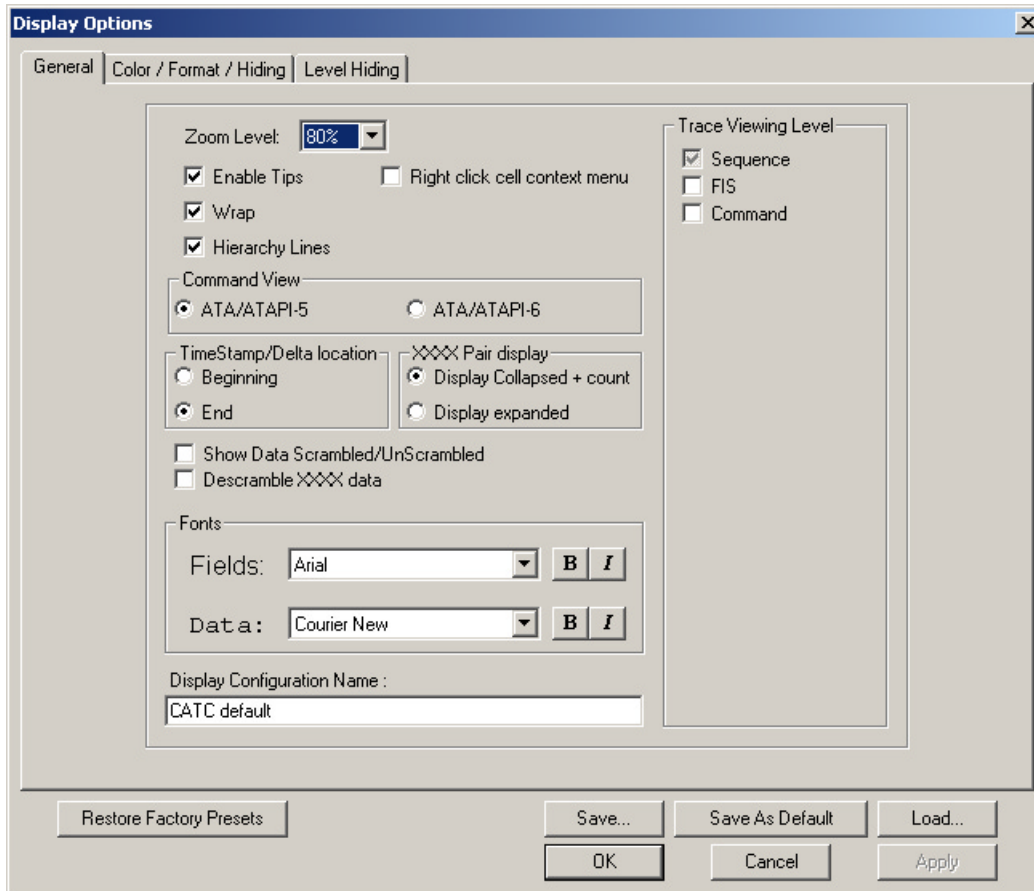 Display Options
General
Color / Format / Hiding
Level Hiding
Zoom Level: 80%
Enable Tips
Right click cell context menu
Wrap
Hierarchy Lines
Command View
ATA/ATAPI-5
ATA/ATAPI-6
TimeStamp/Delta location
Beginning
End
XXXX Pair display
Display Collapsed + count
Display expanded
Show Data Scrambled/UnScrambled
Descramble XXXX data
Fonts
Fields: Arial B I
Data: Courier New B I
Display Configuration Name :
CATC default
Trace Viewing Level
Sequence
FIS
Command
Restore Factory Presets
Save...
Save As Default
Load...
OK
Cancel
Apply